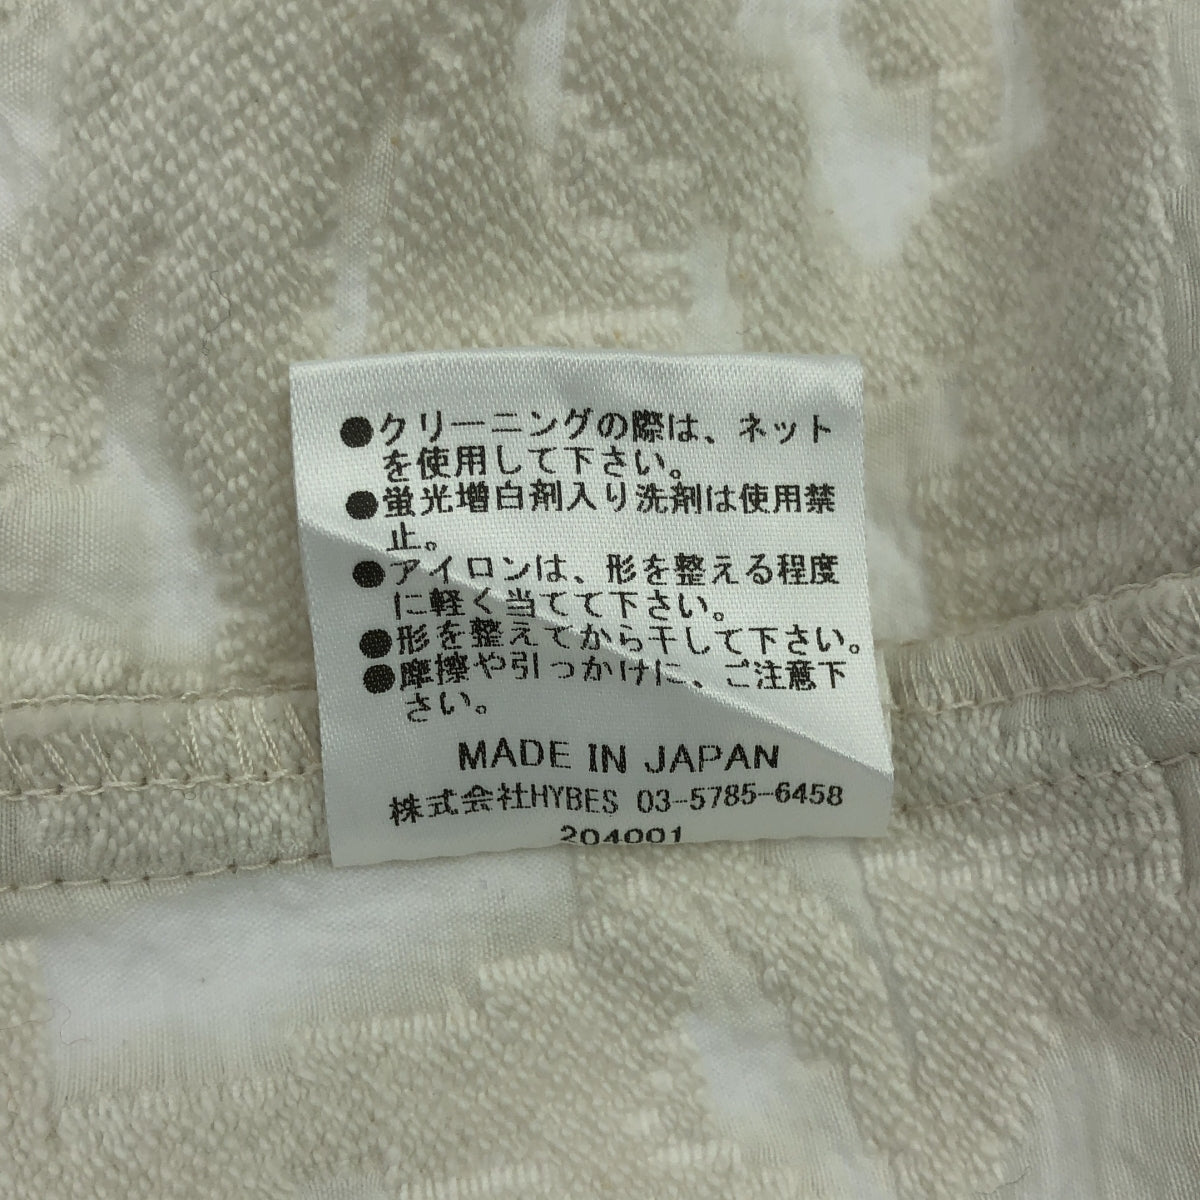 ●クリーニングの際は、ネット
を使用して下さい。
●蛍光増白剤入り洗剤は使用禁
止。
●アイロンは、形を整える程度
に軽く当てて下さい。
●形を整えてから干して下さい。
●摩擦や引っかけに、ご注意下
さい。
MADE IN JAPAN
株式会社HYBES 03-5785-6458
204001